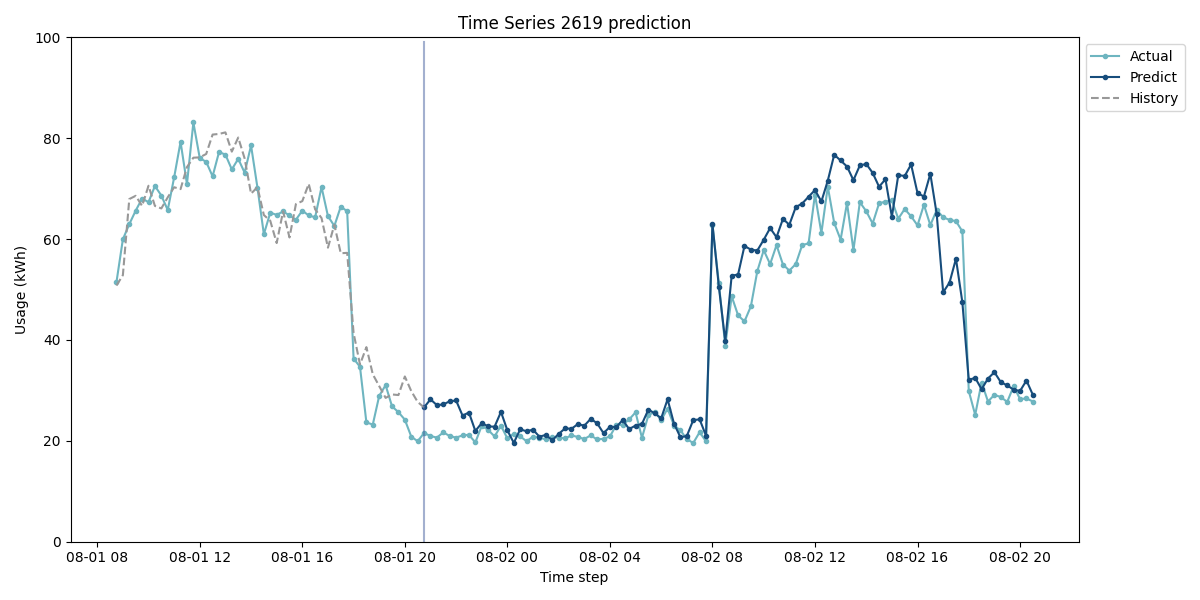 Time Series 2619 prediction
100
80
60
40
20
0
Usage (kWh)
08-01 08
08-01 12
08-01 16
08-01 20
08-02 00
08-02 04
08-02 08
08-02 12
08-02 16
08-02 20
Time step
Actual
Predict
History